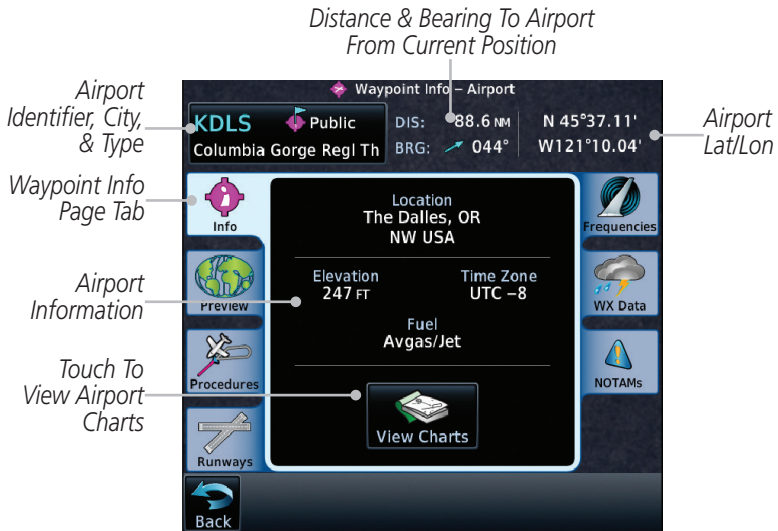 Distance & Bearing To Airport
From Current Position
Airport
Identifier, City,
& Type
Waypoint Info – Airport
KDLS Public
Columbia Gorge Regl Th
DIS: 88.6 NM
BRG: 044°
N 45°37.11'
W121°10.04'
Airport
Lat/Lon
Waypoint Info
Page Tab
Info
Location
The Dalles, OR
NW USA
Frequencies
Airport
Information
Preview
Elevation
247 FT
Time Zone
UTC –8
WX Data
Fuel
Avgas/Jet
Touch To
View Airport
Charts
Procedures
NOTAMs
View Charts
Runways
Back